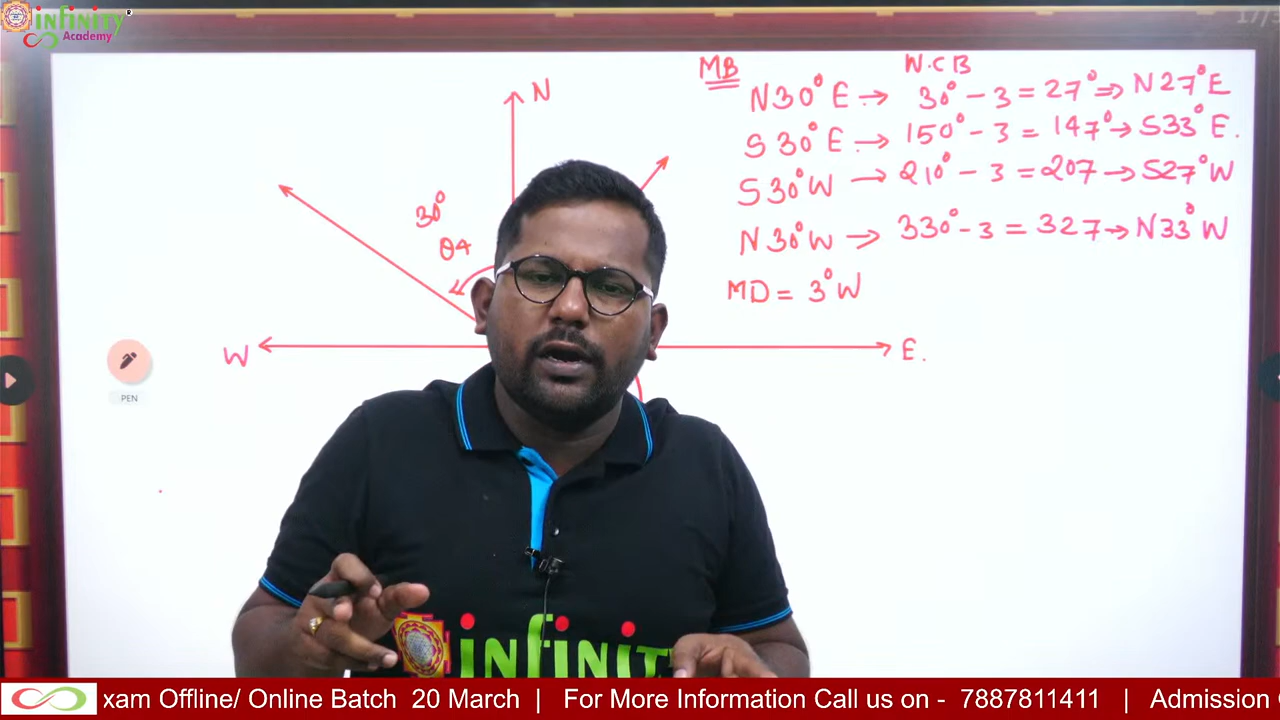 infinity
Academy
17/
MB
W.C.B
N30°E → 30° - 3 = 27° ⇒ N27°E
S30°E → 150° - 3 = 147° → S33°E.
S30°W → 210° - 3 = 207 → S27°W
N30°W → 330° - 3 = 327 → N33°W
MD = 3°W
N
30°
θ4
W
E.
PEN
infinit
xam Offline/ Online Batch 20 March | For More Information Call us on - 7887811411 | Admission